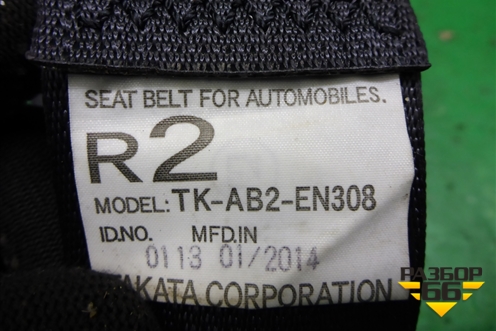 SEAT BELT FOR AUTOMOBILES.
R2
MODEL: TK-AB2-EN308
ID.NO. MFD.IN
0113 01/2014
TAKATA CORPORATION
РАЗБОР
66